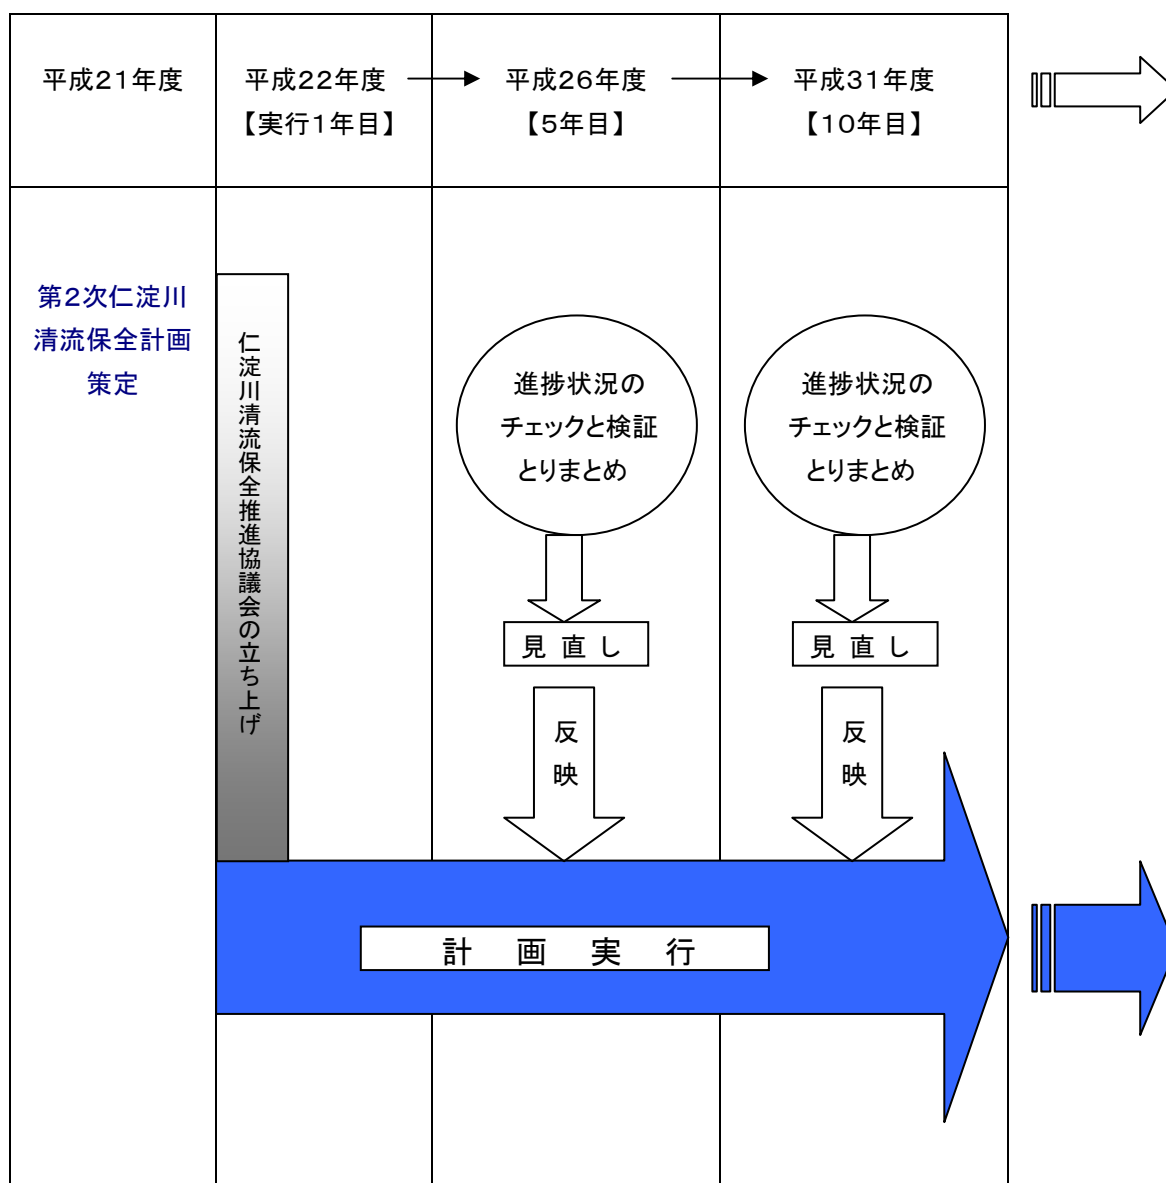 平成21年度
平成22年度
【実行1年目】
平成26年度
【5年目】
平成31年度
【10年目】
第2次仁淀川
清流保全計画
策定
仁淀川清流保全推進協議会の立ち上げ
進捗状況の
チェックと検証
とりまとめ
見直し
反
映
進捗状況の
チェックと検証
とりまとめ
見直し
反
映
計画実行